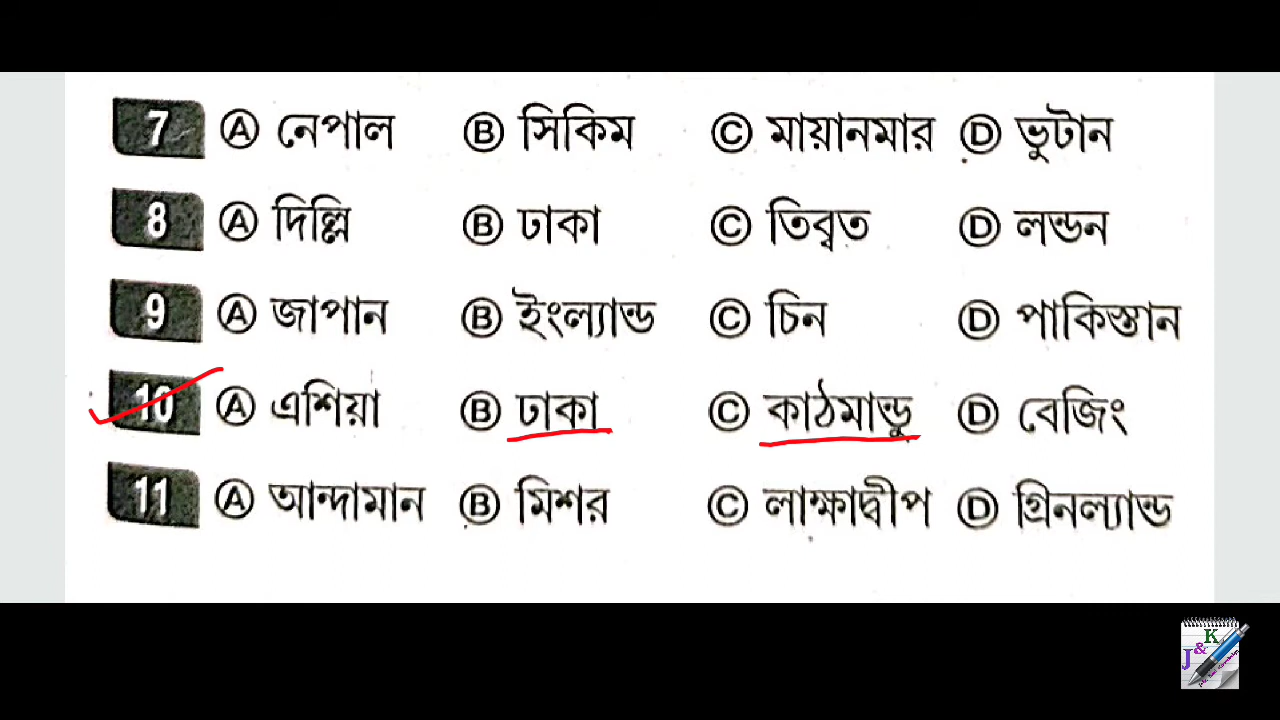 7 Ⓐ নেপাল Ⓑ সিকিম Ⓒ মায়ানমার Ⓓ ভুটান
8 Ⓐ দিল্লি Ⓑ ঢাকা Ⓒ তিব্বত Ⓓ লন্ডন
9 Ⓐ জাপান Ⓑ ইংল্যান্ড Ⓒ চিন Ⓓ পাকিস্তান
10 Ⓐ এশিয়া Ⓑ ঢাকা Ⓒ কাঠমান্ডু Ⓓ বেজিং
11 Ⓐ আন্দামান Ⓑ মিশর Ⓒ লাক্ষাদ্বীপ Ⓓ গ্রিনল্যান্ড
J&K